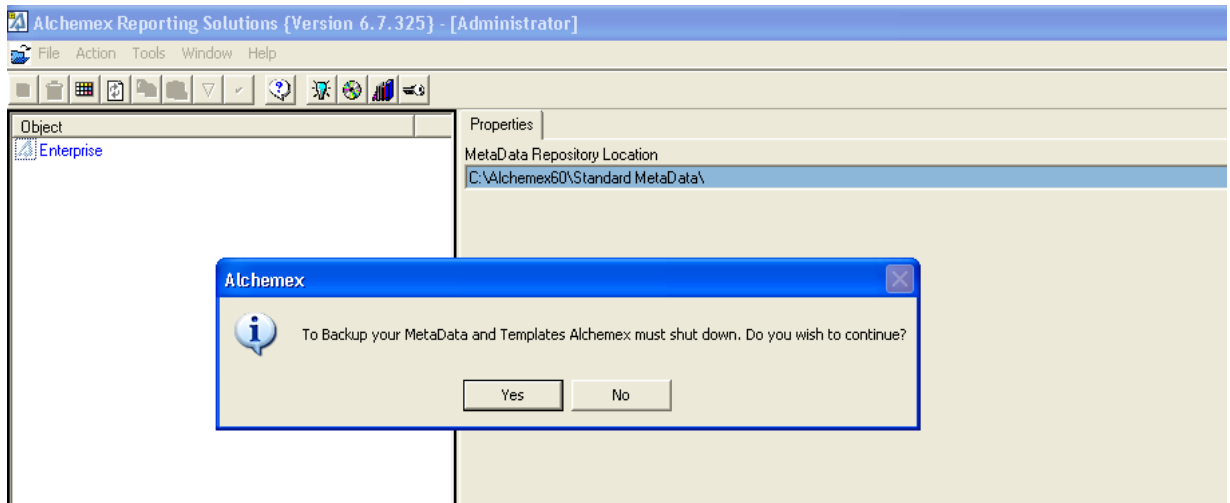 Alchemex Reporting Solutions {Version 6.7.325} - [Administrator]
File Action Tools Window Help
Object
Properties
Enterprise
MetaData Repository Location
C:\Alchemex60\Standard MetaData\
Alchemex
To Backup your MetaData and Templates Alchemex must shut down. Do you wish to continue?
Yes No